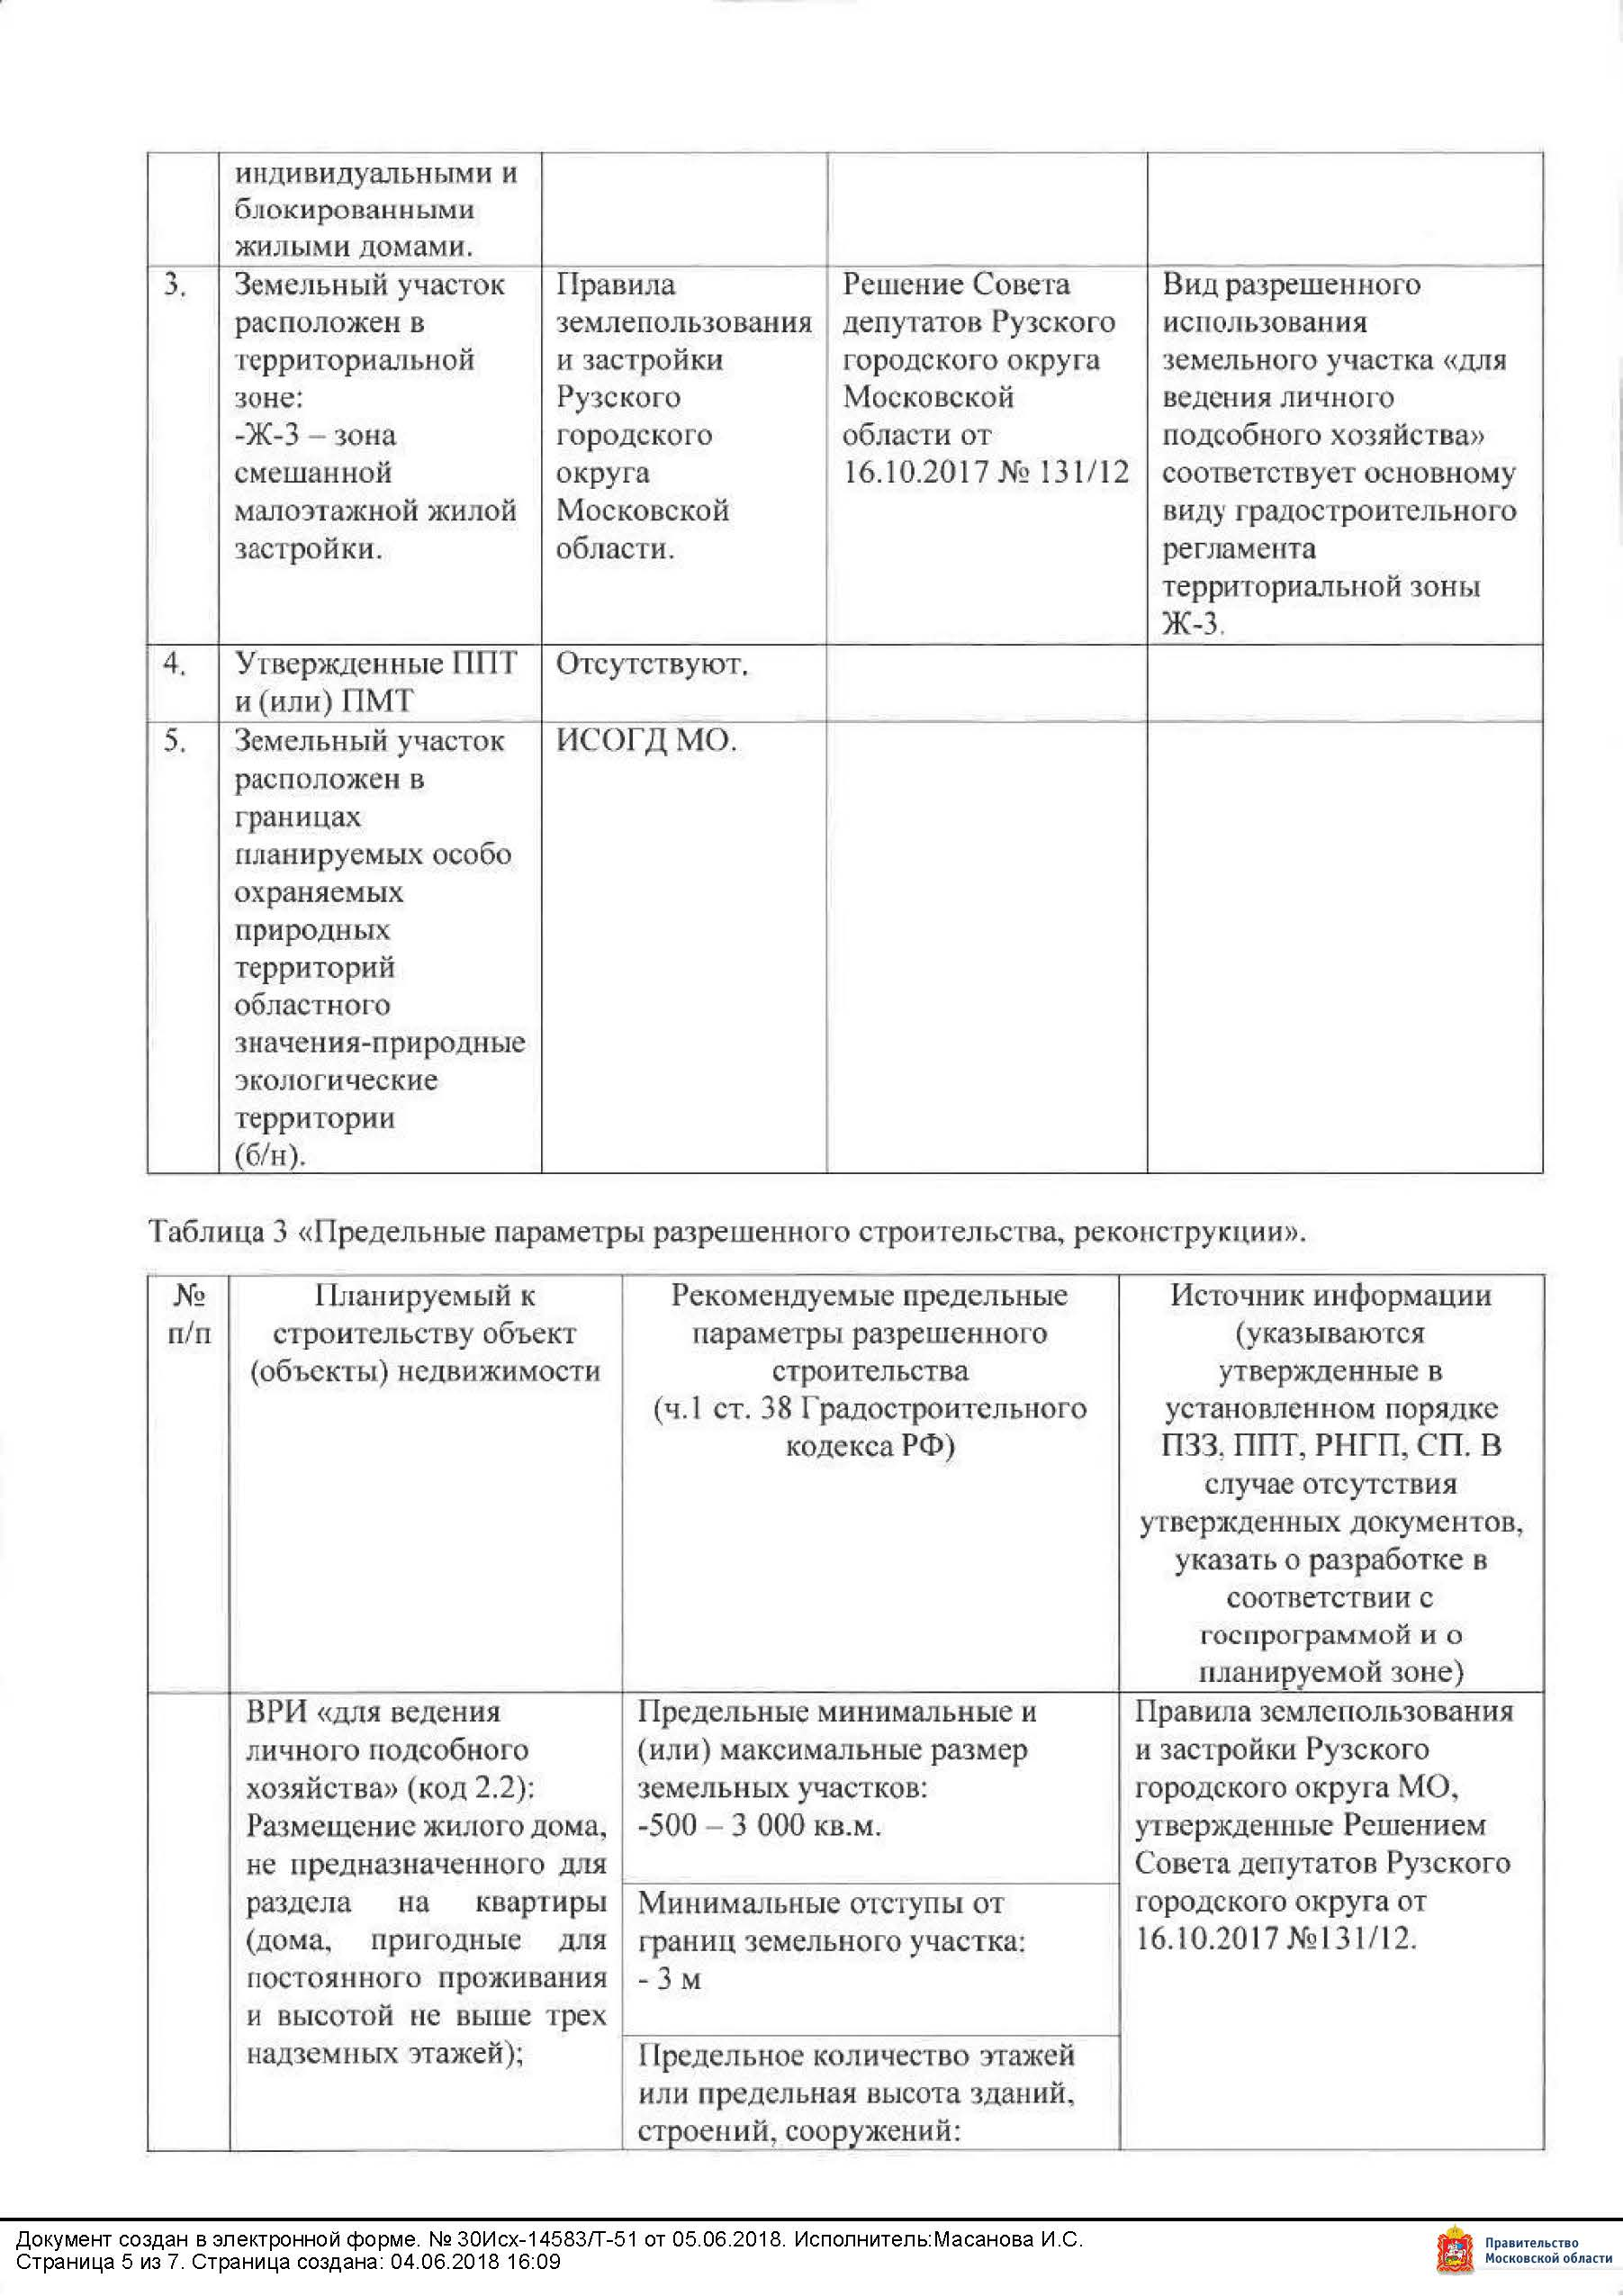 индивидуальными и
блокированными
жилыми домами.
3.
Земельный участок
расположен в
территориальной
зоне:
-Ж-3 – зона
смешанной
малоэтажной жилой
застройки.
Правила
землепользования
и застройки
Рузского
городского
округа
Московской
области.
Решение Совета
депутатов Рузского
городского округа
Московской
области от
16.10.2017 № 131/12
Вид разрешенного
использования
земельного участка «для
ведения личного
подсобного хозяйства»
соответствует основному
виду градостроительного
регламента
территориальной зоны
Ж-3.
4.
Утвержденные ППТ
и (или) ПМТ
Отсутствуют.
5.
Земельный участок
расположен в
границах
планируемых особо
охраняемых
природных
территорий
областного
значения-природные
экологические
территории
(б/н).
ИСОГД МО.
Таблица 3 «Предельные параметры разрешенного строительства, реконструкции».
№
п/п
Планируемый к
строительству объект
(объекты) недвижимости
Рекомендуемые предельные
параметры разрешенного
строительства
(ч.1 ст. 38 Градостроительного
кодекса РФ)
Источник информации
(указываются
утвержденные в
установленном порядке
ПЗЗ, ППТ, РНГП, СП. В
случае отсутствия
утвержденных документов,
указать о разработке в
соответствии с
госпрограммой и о
планируемой зоне)
ВРИ «для ведения
личного подсобного
хозяйства» (код 2.2):
Размещение жилого дома,
не предназначенного для
раздела на квартиры
(дома, пригодные для
постоянного проживания
и высотой не выше трех
надземных этажей);
Предельные минимальные и
(или) максимальные размер
земельных участков:
-500 – 3 000 кв.м.
Минимальные отступы от
границ земельного участка:
- 3 м
Предельное количество этажей
или предельная высота зданий,
строений, сооружений:
Правила землепользования
и застройки Рузского
городского округа МО,
утвержденные Решением
Совета депутатов Рузского
городского округа от
16.10.2017 №131/12.
Документ создан в электронной форме. № 30Исх-14583/Т-51 от 05.06.2018. Исполнитель:Масанова И.С.
Страница 5 из 7. Страница создана: 04.06.2018 16:09
Правительство
Московской области